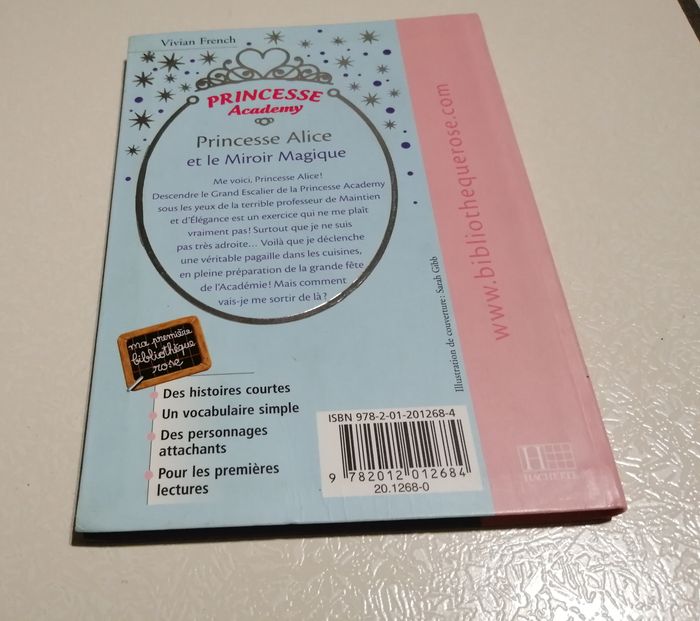 Vivian French
PRINCESSE
Academy
Princesse Alice
et le Miroir Magique
Me voici, Princesse Alice!
Descendre le Grand Escalier de la Princesse Academy
sous les yeux de la terrible professeur de Maintien
et d'Élégance est un exercice qui ne me plaît
vraiment pas! Surtout que je ne suis
pas très adroite... Voilà que je déclenche
une véritable pagaille dans les cuisines,
en pleine préparation de la grande fête
de l'Académie! Mais comment
vais-je me sortir de là?
ma première
bibliothèque
rose
Des histoires courtes
Un vocabulaire simple
Des personnages
attachants
Pour les premières
lectures
Illustration de couverture: Sarah Gibb
ISBN 978-2-01-201268-4
9 782012 012684
20.1268-0
www.bibliothequerose.com
H
HACHETTE